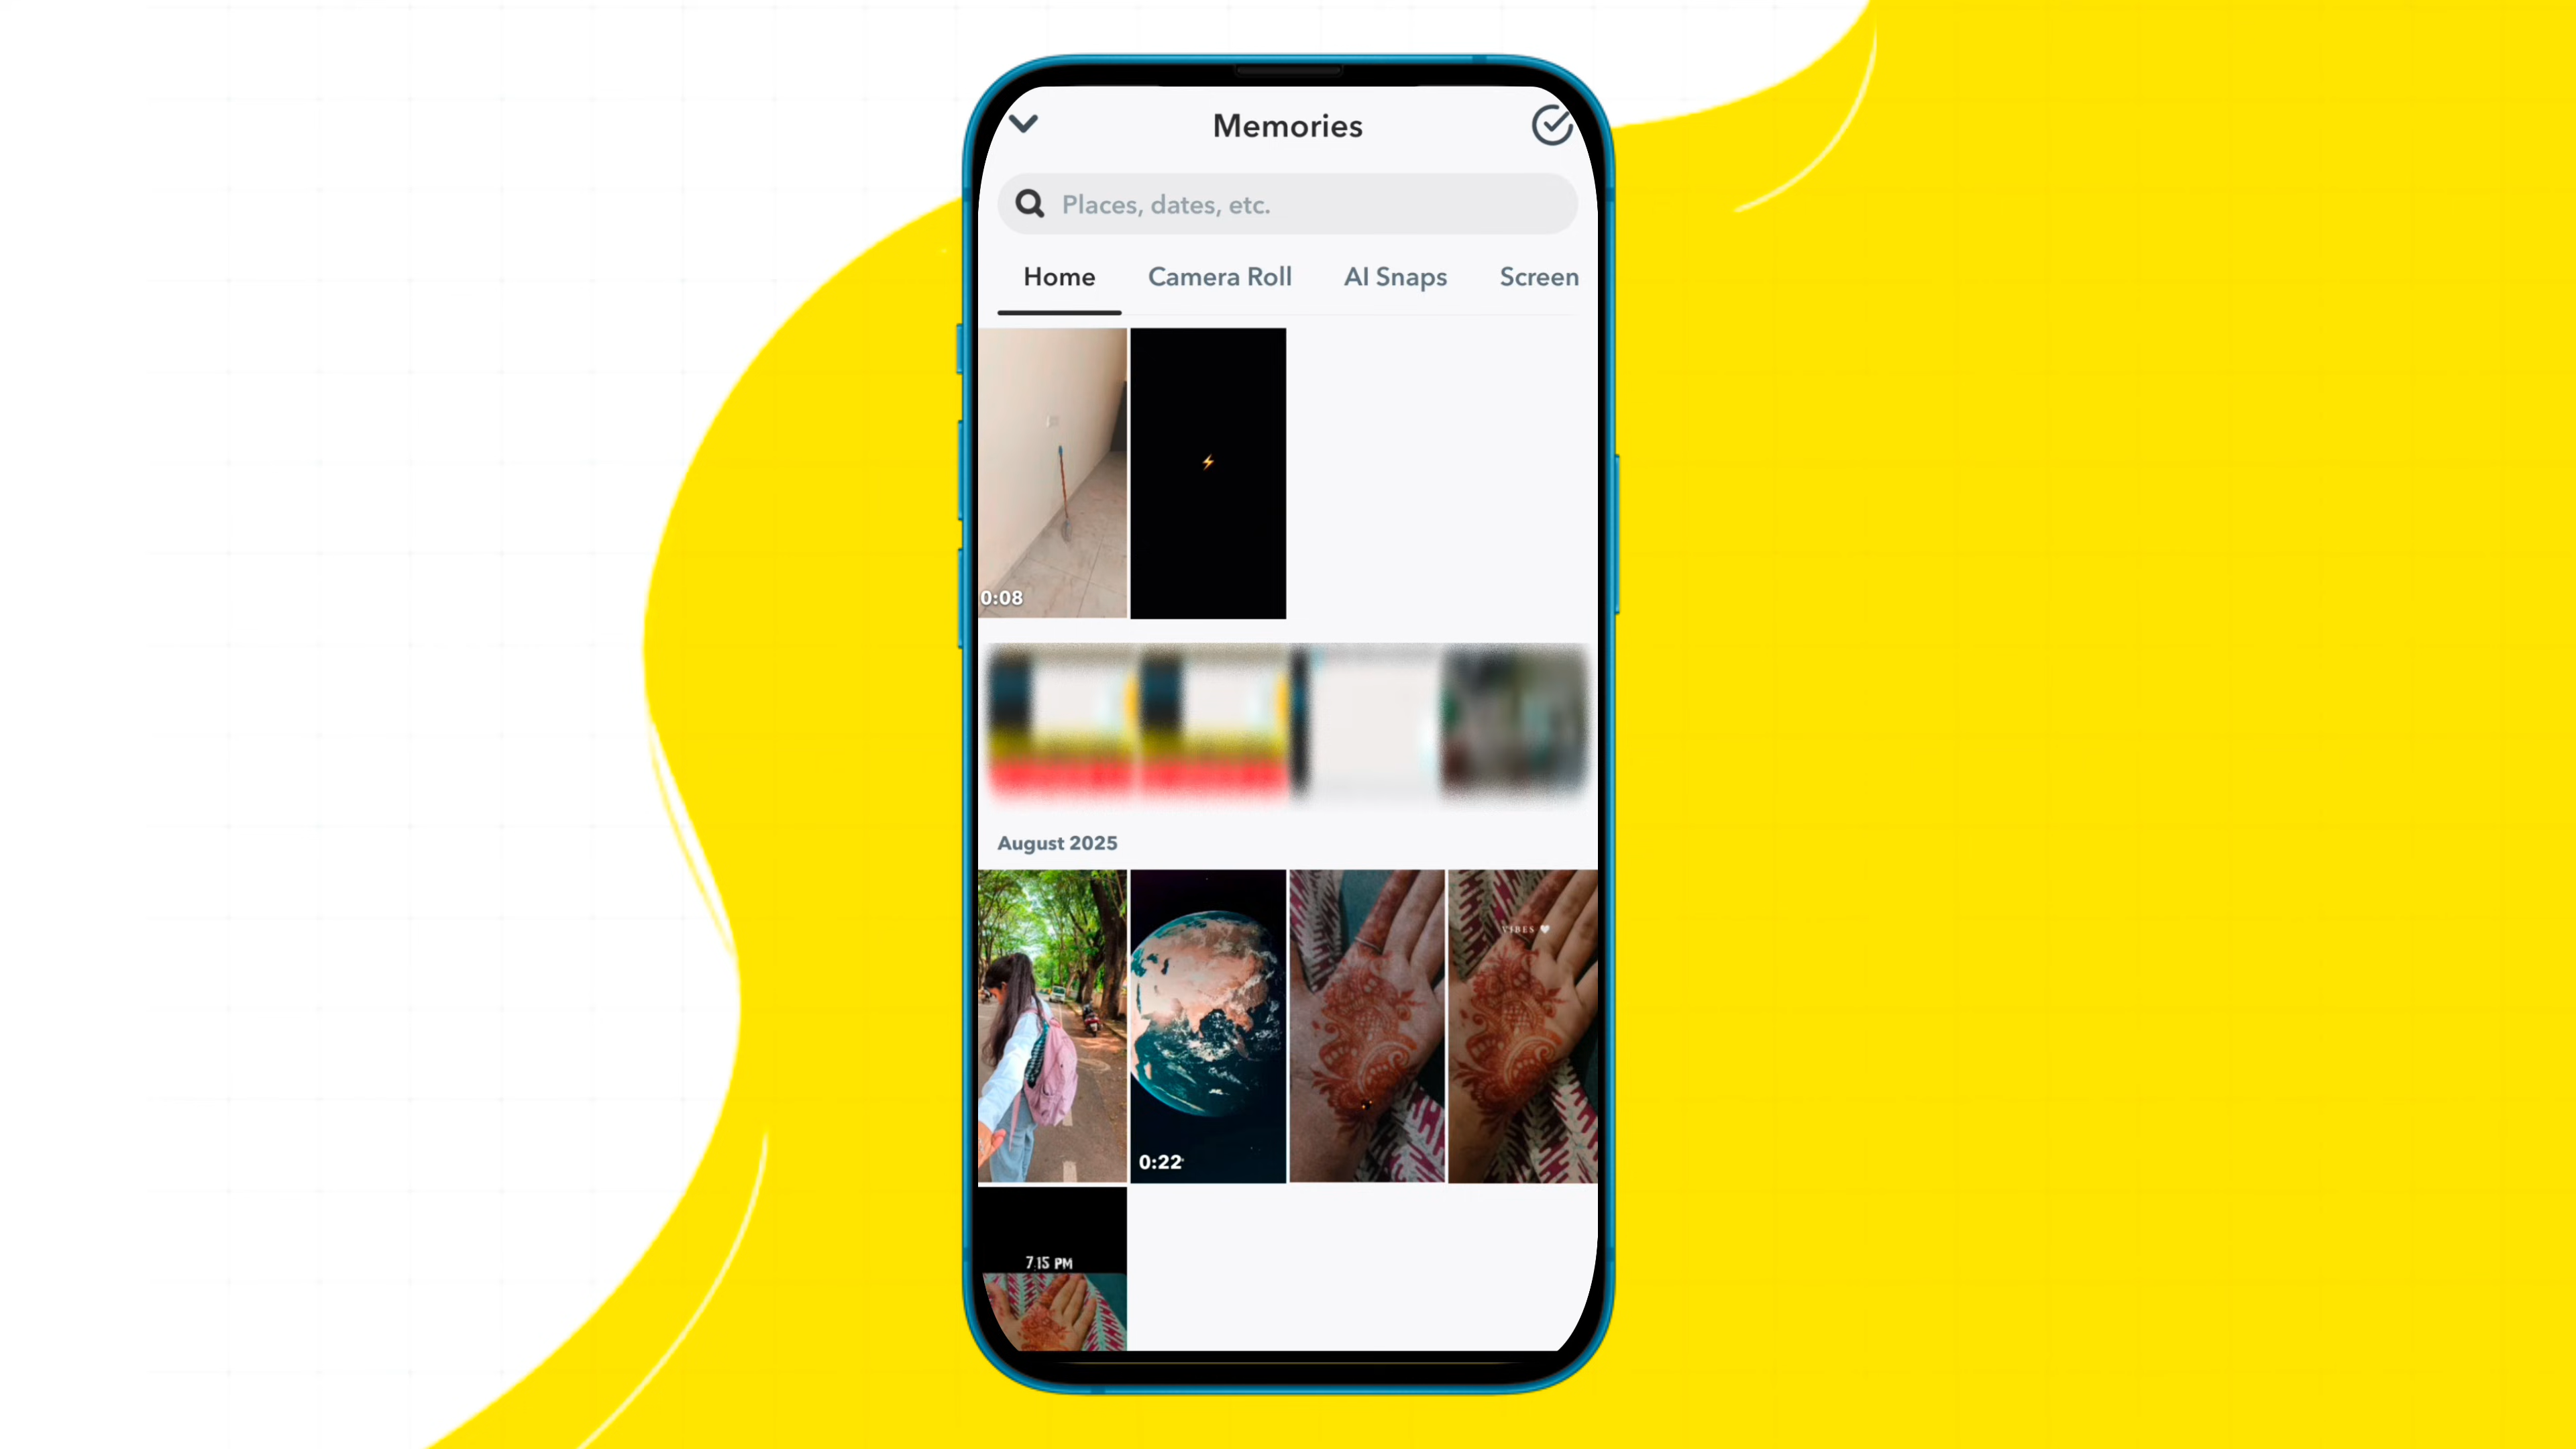 Memories
Places, dates, etc.
Home Camera Roll AI Snaps Screen
0:08
August 2025
VIBES 🤍
0:22
7:15 PM